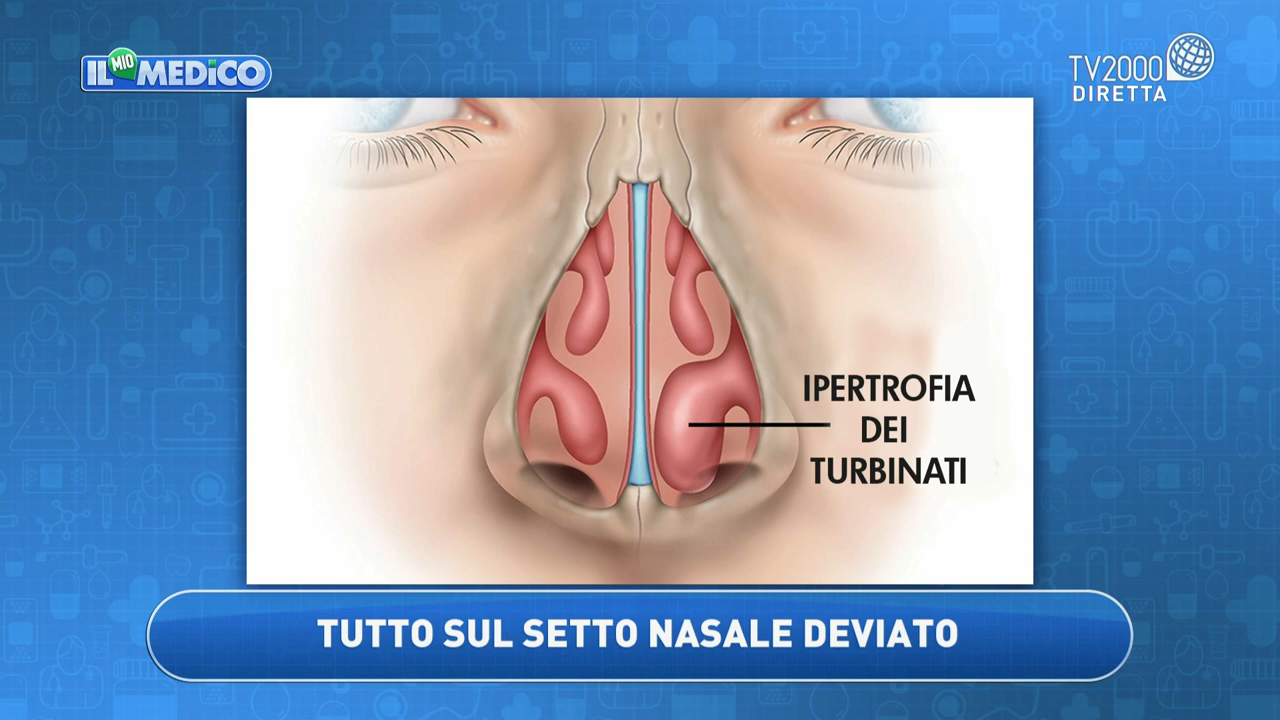 IL MIO MEDICO
TV2000
DIRETTA
IPERTROFIA
DEI
TURBINATI
TUTTO SUL SETTO NASALE DEVIATO